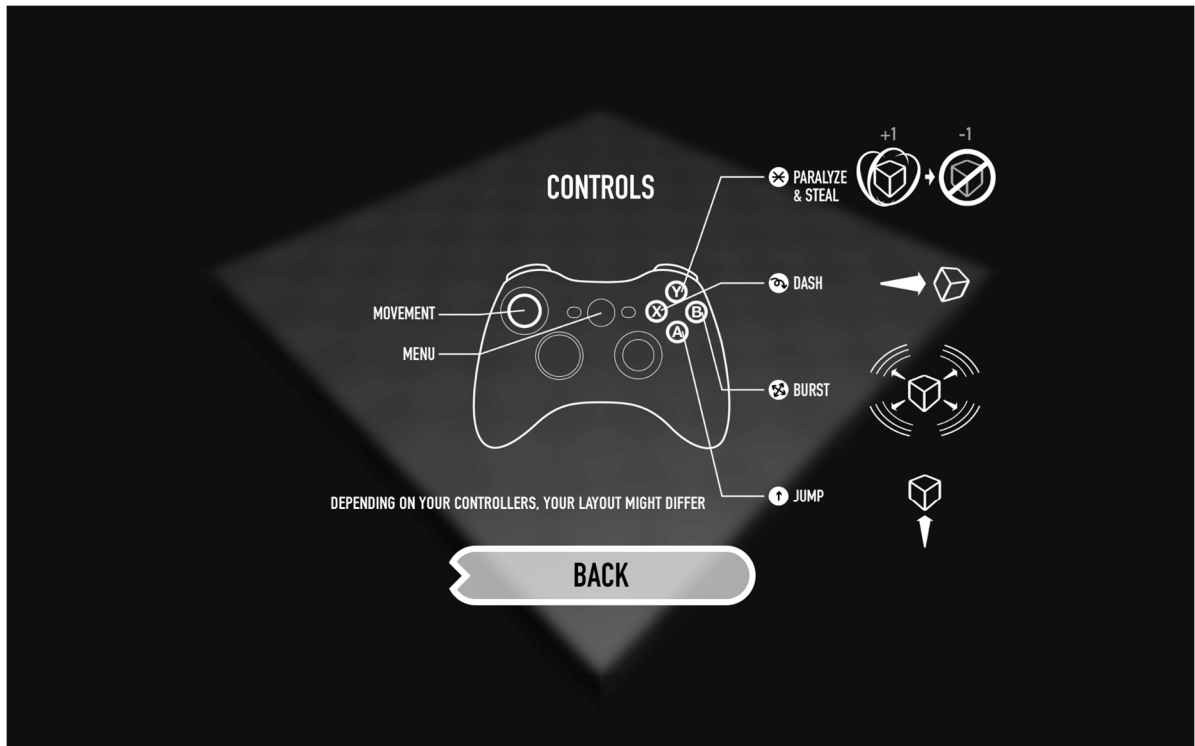 CONTROLS
+1
-1
PARALYZE
& STEAL
DASH
MOVEMENT
MENU
Y
X
B
A
BURST
JUMP
DEPENDING ON YOUR CONTROLLERS, YOUR LAYOUT MIGHT DIFFER
BACK